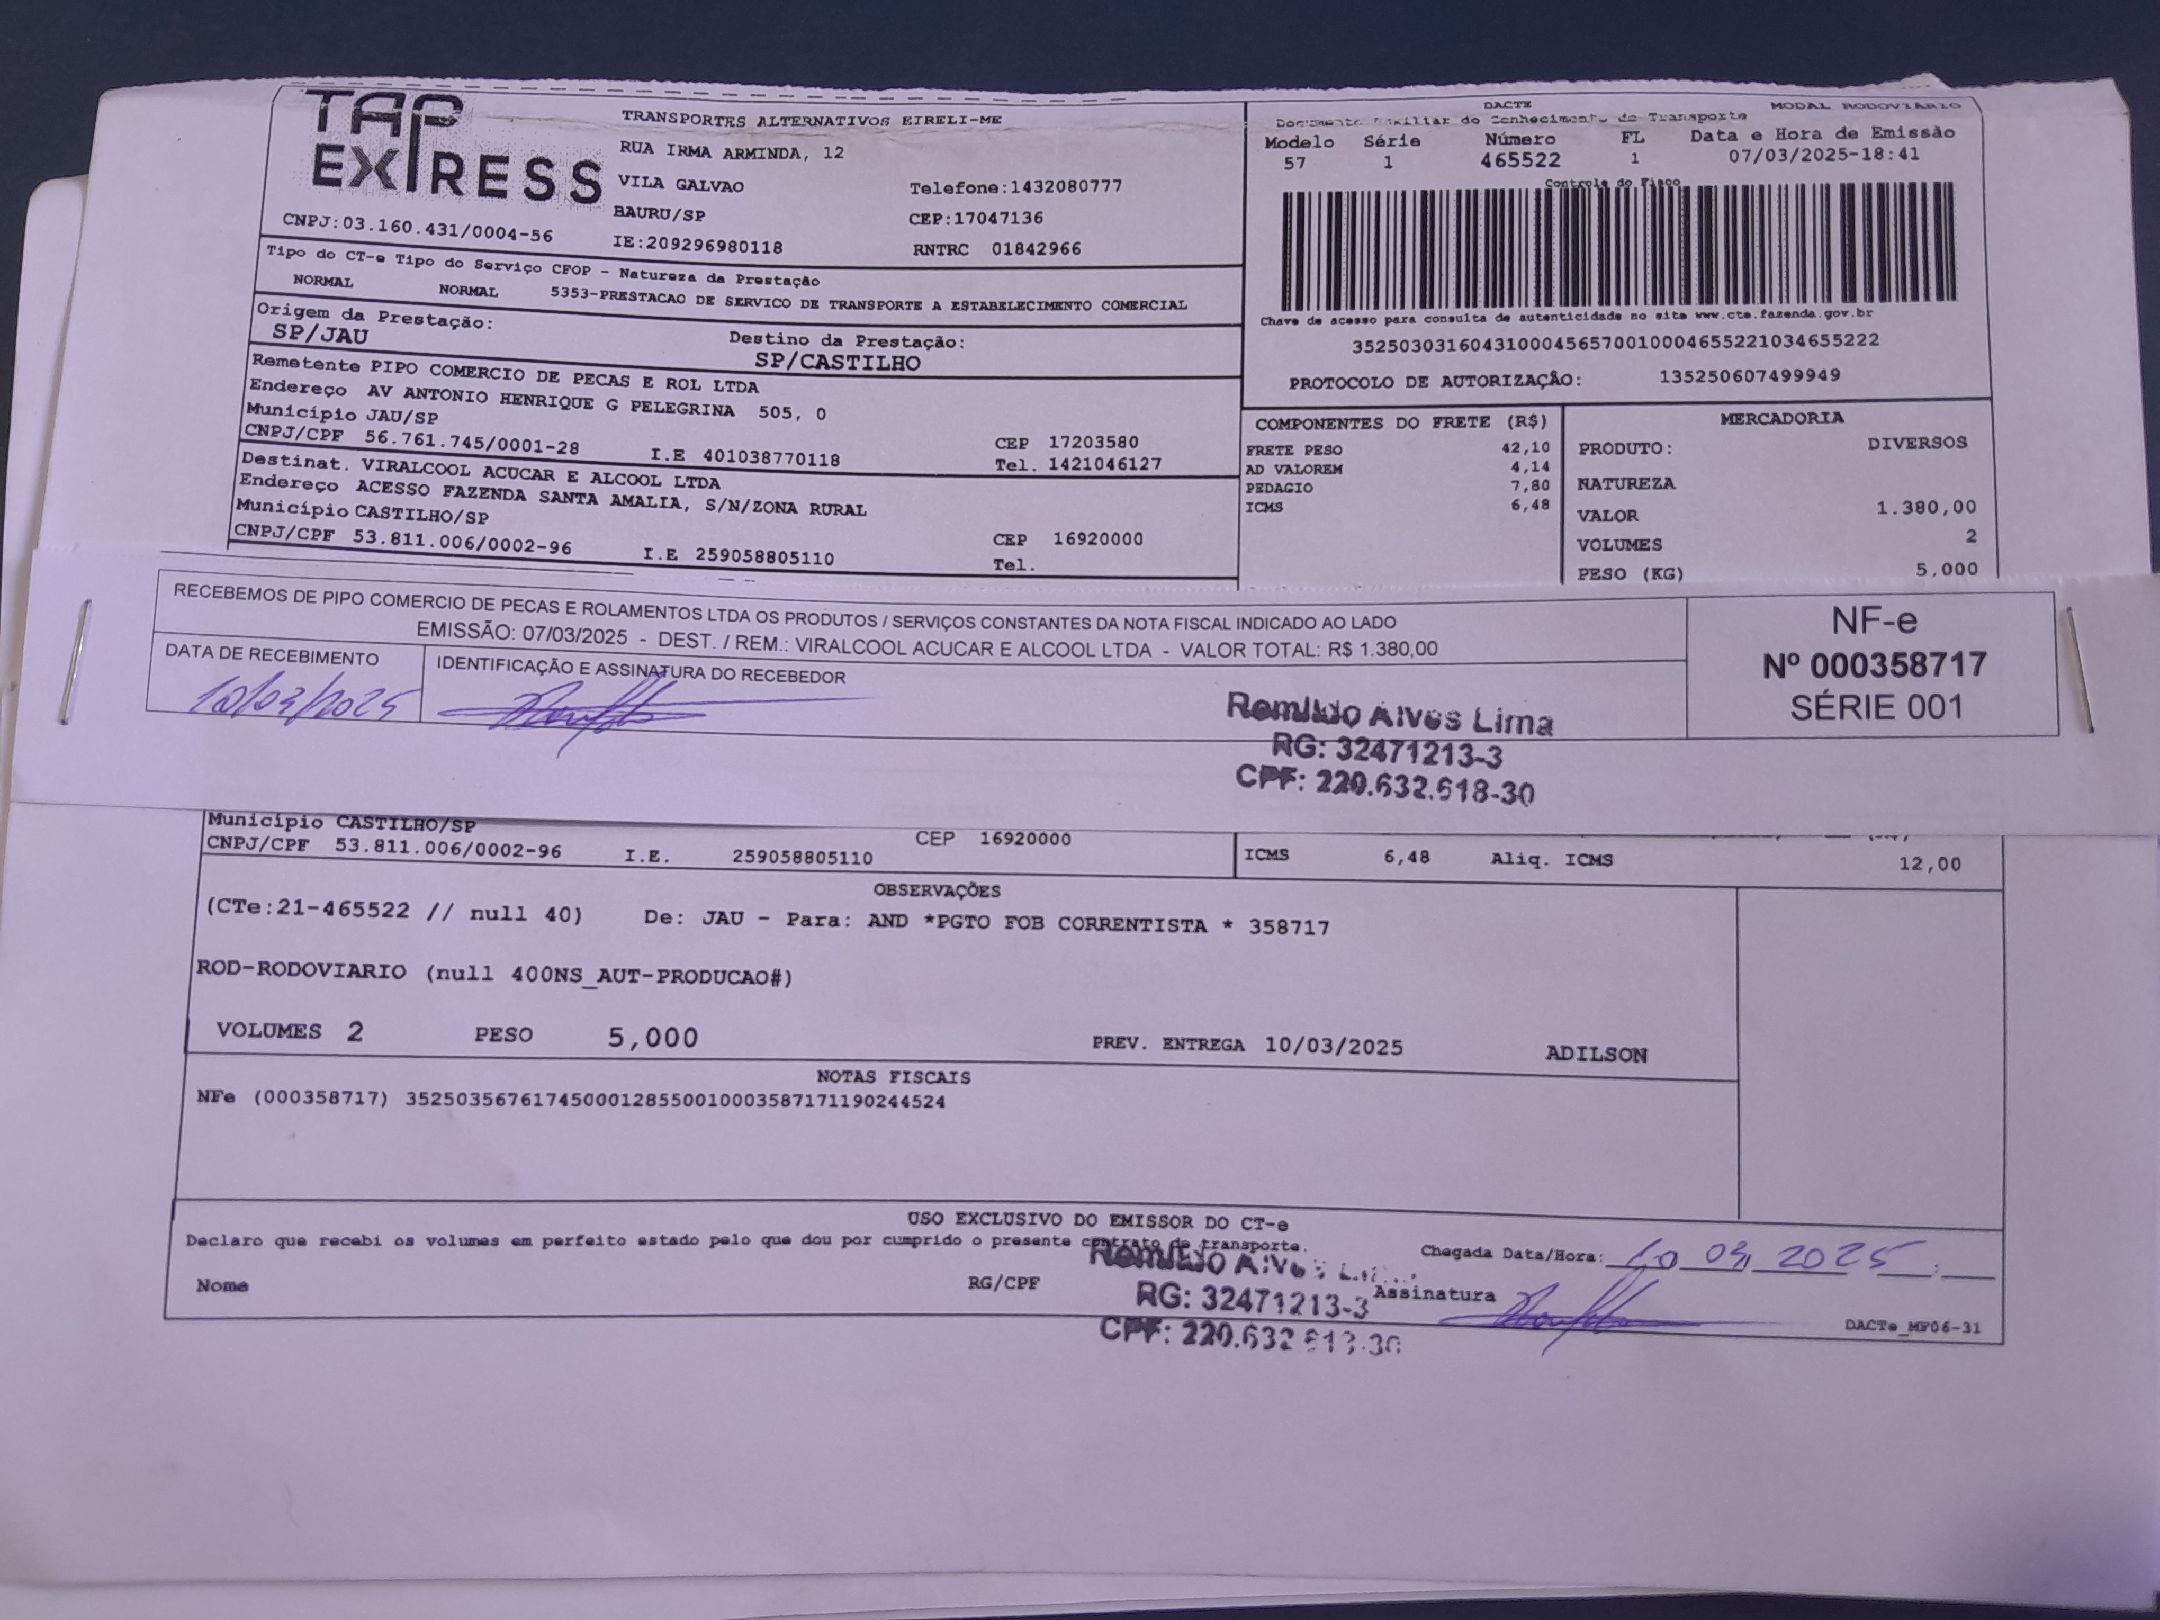 TAP
EXPRESS
CNPJ:03.160.431/0004-56
TRANSPORTES ALTERNATIVOS EIRELI-ME
RUA IRMA ARMINDA, 12
VILA GALVAO Telefone:1432080777
BAURU/SP CEP:17047136
IE:209296980118 RNTRC 01842966
DACTE MODAL RODOVIARIO
Documento Auxiliar do Conhecimento de Transporte
Modelo Série Número FL Data e Hora de Emissão
57 1 465522 1 07/03/2025-18:41
Controle do Fisco
Chave de acesso para consulta de autenticidade no site www.cte.fazenda.gov.br
35250303160431000456570010004655221034655222
PROTOCOLO DE AUTORIZAÇÃO: 135250607499949
Tipo do CT-e Tipo do Serviço CFOP - Natureza da Prestação
NORMAL NORMAL 5353-PRESTACAO DE SERVICO DE TRANSPORTE A ESTABELECIMENTO COMERCIAL
Origem da Prestação: Destino da Prestação:
SP/JAU SP/CASTILHO
Remetente PIPO COMERCIO DE PECAS E ROL LTDA
Endereço AV ANTONIO HENRIQUE G PELEGRINA 505, 0
Município JAU/SP CEP 17203580
CNPJ/CPF 56.761.745/0001-28 I.E 401038770118 Tel. 1421046127
Destinat. VIRALCOOL ACUCAR E ALCOOL LTDA
Endereço ACESSO FAZENDA SANTA AMALIA, S/N/ZONA RURAL
Município CASTILHO/SP CEP 16920000
CNPJ/CPF 53.811.006/0002-96 I.E 259058805110 Tel.
COMPONENTES DO FRETE (R$)
FRETE PESO 42,10
AD VALOREM 4,14
PEDAGIO 7,80
ICMS 6,48
MERCADORIA
PRODUTO: DIVERSOS
NATUREZA
VALOR 1.380,00
VOLUMES 2
PESO (KG) 5,000
RECEBEMOS DE PIPO COMERCIO DE PECAS E ROLAMENTOS LTDA OS PRODUTOS / SERVIÇOS CONSTANTES DA NOTA FISCAL INDICADO AO LADO
EMISSÃO: 07/03/2025 - DEST. / REM.: VIRALCOOL ACUCAR E ALCOOL LTDA - VALOR TOTAL: R$ 1.380,00
DATA DE RECEBIMENTO IDENTIFICAÇÃO E ASSINATURA DO RECEBEDOR
10/03/2025
NF-e
Nº 000358717
SÉRIE 001
Romildo Alves Lima
RG: 32471213-3
CPF: 220.632.618-30
Município CASTILHO/SP CEP 16920000
CNPJ/CPF 53.811.006/0002-96 I.E. 259058805110
ICMS 6,48 Aliq. ICMS 12,00
OBSERVAÇÕES
(CTe:21-465522 // null 40) De: JAU - Para: AND *PGTO FOB CORRENTISTA * 358717
ROD-RODOVIARIO (null 400NS_AUT-PRODUCAO#)
VOLUMES 2 PESO 5,000 PREV. ENTREGA 10/03/2025 ADILSON
NOTAS FISCAIS
NFe (000358717) 35250356761745000128550010003587171190244524
USO EXCLUSIVO DO EMISSOR DO CT-e
Declaro que recebi os volumes em perfeito estado pelo que dou por cumprido o presente contrato de transporte.
Chegada Data/Hora: 10 03 2025
Nome RG/CPF Assinatura
Romildo Alves
RG: 32471213-3
CPF: 220.632
DACTe_MF06-31